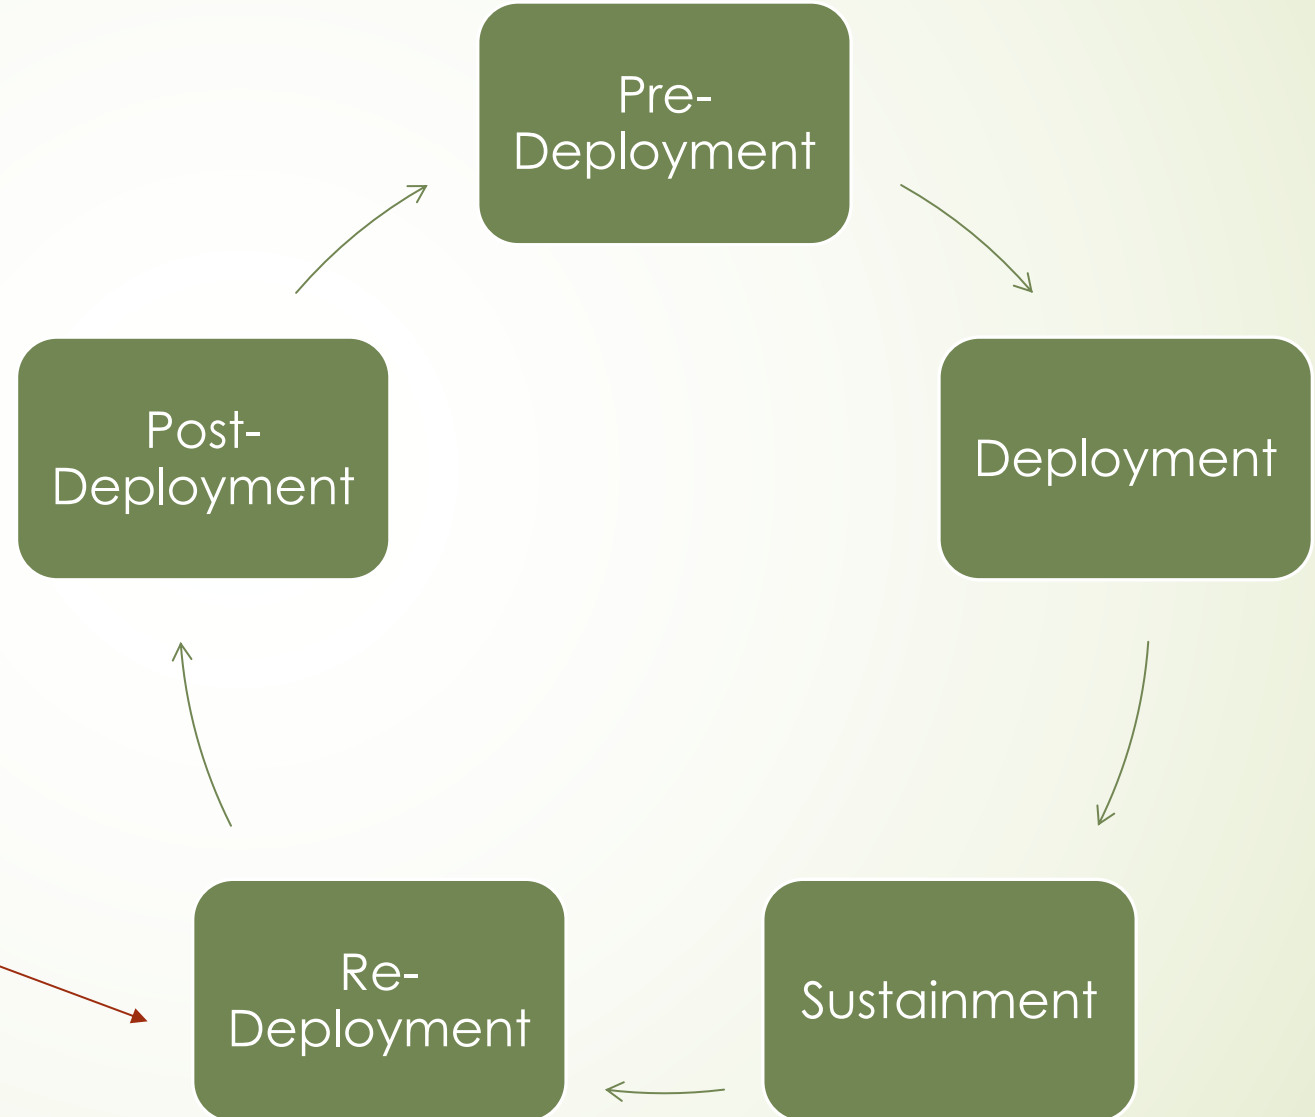 Pre-
Deployment
Deployment
Sustainment
Re-
Deployment
Post-
Deployment